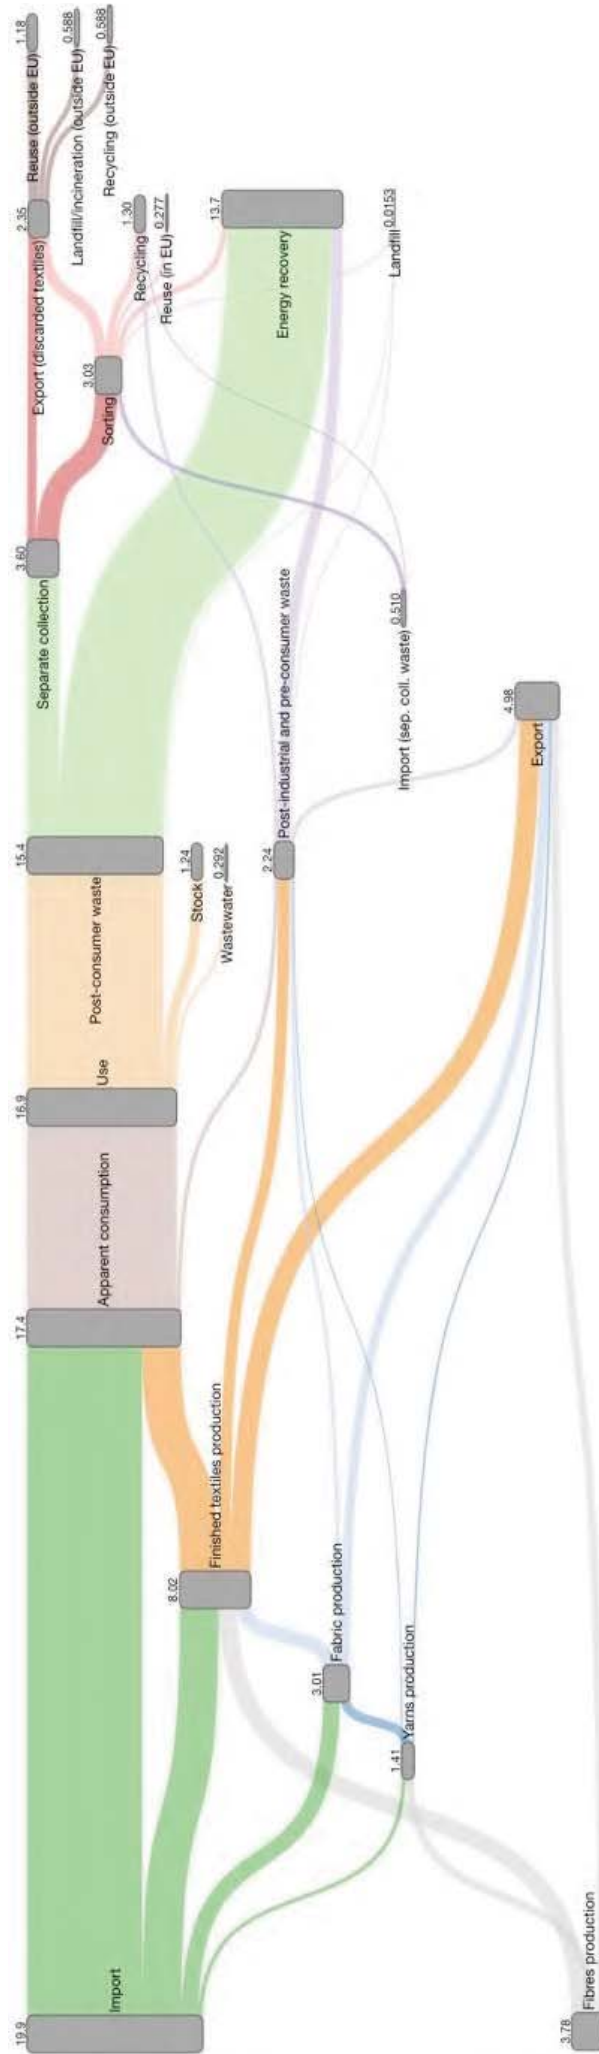 19.9
Import
3.78
Fibres production
1.41
Yarns production
3.01
Fabric production
8.02
Finished textiles production
17.4
Apparent consumption
16.9
Use
1.24
Stock
0.292
Wastewater
15.4
Post-consumer waste
2.24
Post-industrial and pre-consumer waste
4.98
Export
0.510
Import (sep. coll. waste)
3.60
Separate collection
3.03
Sorting
2.35
Export (discarded textiles)
1.30
Recycling
0.277
Reuse (in EU)
13.7
Energy recovery
0.0153
Landfill
1.18
Reuse (outside EU)
0.588
Landfill/incineration (outside EU)
0.588
Recycling (outside EU)